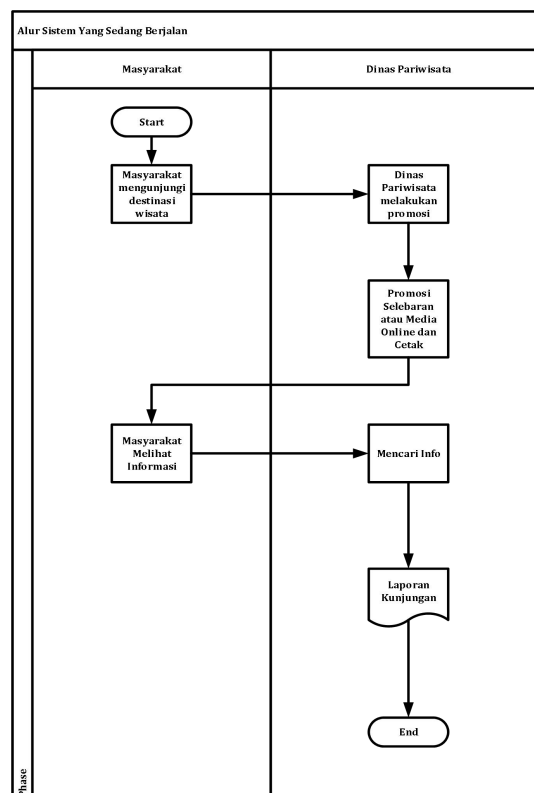 Alur Sistem Yang Sedang Berjalan
Masyarakat
Dinas Pariwisata
Start
Masyarakat
mengunjungi
destinasi
wisata
Dinas
Pariwisata
melakukan
promosi
Promosi
Selebaran
atau Media
Online dan
Cetak
Masyarakat
Melihat
Informasi
Mencari Info
Laporan
Kunjungan
End
Phase